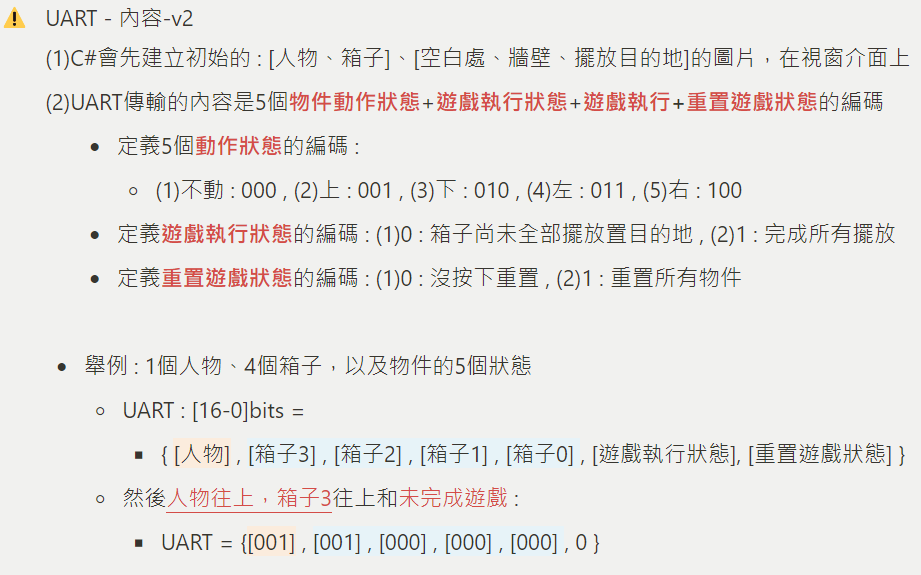 UART - 內容-v2
(1)C#會先建立初始的 : [人物、箱子]、[空白處、牆壁、擺放目的地]的圖片，在視窗介面上
(2)UART傳輸的內容是5個物件動作狀態+遊戲執行狀態+遊戲執行+重置遊戲狀態的編碼
• 定義5個動作狀態的編碼 :
◦ (1)不動 : 000 , (2)上 : 001 , (3)下 : 010 , (4)左 : 011 , (5)右 : 100
• 定義遊戲執行狀態的編碼 : (1)0 : 箱子尚未全部擺放置目的地 , (2)1 : 完成所有擺放
• 定義重置遊戲狀態的編碼 : (1)0 : 沒按下重置 , (2)1 : 重置所有物件
• 舉例 : 1個人物、4個箱子，以及物件的5個狀態
◦ UART : [16-0]bits =
▪ { [人物] , [箱子3] , [箱子2] , [箱子1] , [箱子0] , [遊戲執行狀態], [重置遊戲狀態] }
◦ 然後人物往上，箱子3往上和未完成遊戲 :
▪ UART = {[001] , [001] , [000] , [000] , [000] , 0 }